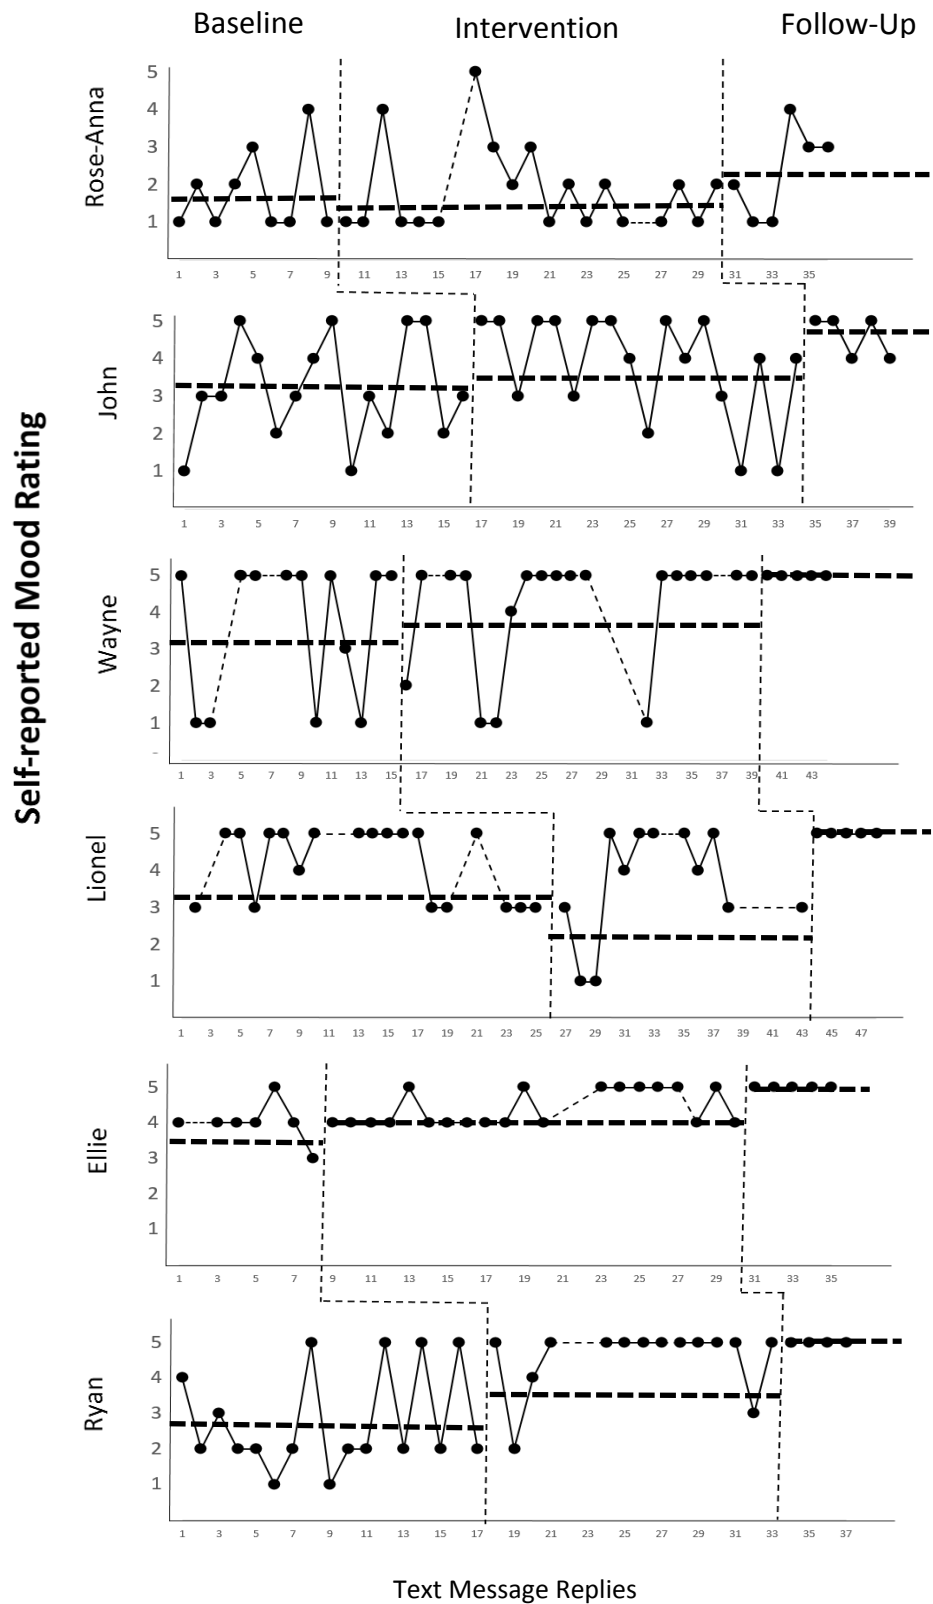 Baseline Intervention Follow-Up
Self-reported Mood Rating
Rose-Anna
5
4
3
2
1
1 3 5 7 9 11 13 15 17 19 21 23 25 27 29 31 33 35
John
5
4
3
2
1
1 3 5 7 9 11 13 15 17 19 21 23 25 27 29 31 33 35 37 39
Wayne
5
4
3
2
1
1 3 5 7 9 11 13 15 17 19 21 23 25 27 29 31 33 35 37 39 41 43
Lionel
5
4
3
2
1
1 3 5 7 9 11 13 15 17 19 21 23 25 27 29 31 33 35 37 39 41 43 45 47
Ellie
5
4
3
2
1
1 3 5 7 9 11 13 15 17 19 21 23 25 27 29 31 33 35
Ryan
5
4
3
2
1
1 3 5 7 9 11 13 15 17 19 21 23 25 27 29 31 33 35 37
Text Message Replies